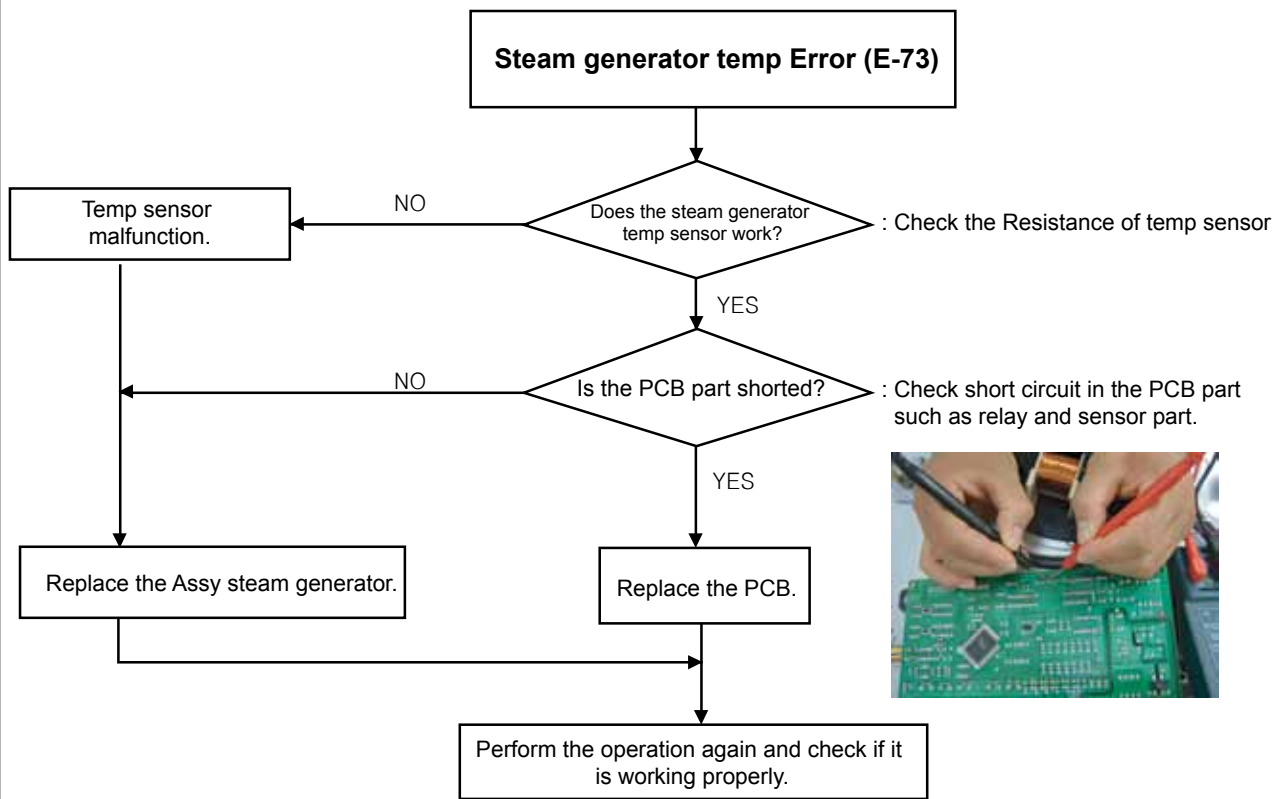 Steam generator temp Error (E-73)
Temp sensor
malfunction.
NO
Does the steam generator
temp sensor work?
: Check the Resistance of temp sensor
YES
NO
Is the PCB part shorted?
: Check short circuit in the PCB part
such as relay and sensor part.
YES
Replace the Assy steam generator.
Replace the PCB.
Perform the operation again and check if it
is working properly.